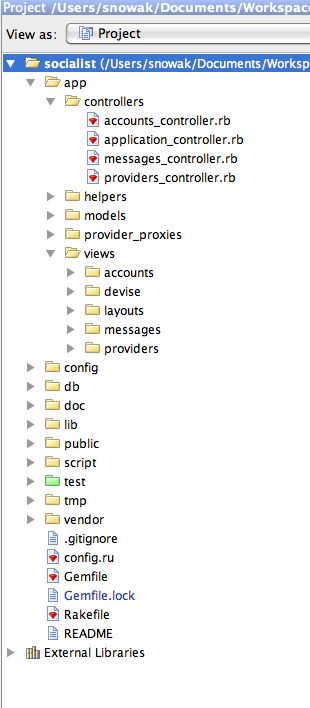 Project /Users/snowak/Documents/Workspac
View as: Project
socialist (/Users/snowak/Documents/Worksp
app
controllers
accounts_controller.rb
application_controller.rb
messages_controller.rb
providers_controller.rb
helpers
models
provider_proxies
views
accounts
devise
layouts
messages
providers
config
db
doc
lib
public
script
test
tmp
vendor
.gitignore
config.ru
Gemfile
Gemfile.lock
Rakefile
README
External Libraries